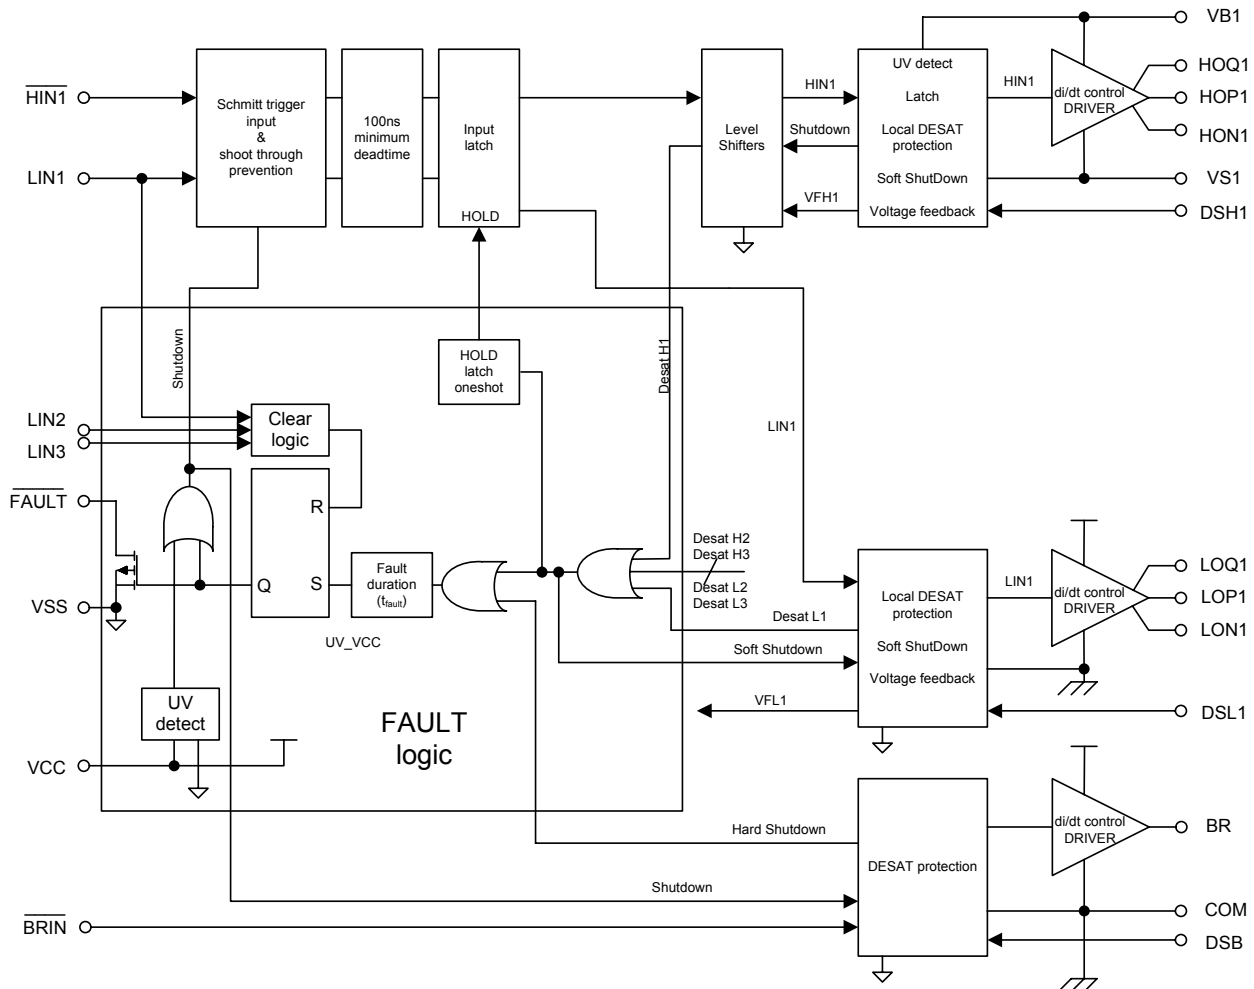 VB1
HIN1
Schmitt trigger
input
&
shoot through
prevention
100ns
minimum
deadtime
Input
latch
HOLD
Level
Shifters
HIN1
Shutdown
VFH1
UV detect
Latch
Local DESAT
protection
Soft ShutDown
Voltage feedback
HIN1
di/dt control
DRIVER
HOQ1
HOP1
HON1
LIN1
VS1
DSH1
Shutdown
HOLD
latch
oneshot
Desat H1
LIN1
LIN2
LIN3
Clear
logic
FAULT
R
Q
S
Fault
duration
(tfault)
Desat H2
Desat H3
Desat L2
Desat L3
Desat L1
VSS
UV_VCC
Soft Shutdown
VFL1
Local DESAT
protection
Soft ShutDown
Voltage feedback
LIN1
di/dt control
DRIVER
LOQ1
LOP1
LON1
DSL1
UV
detect
FAULT
logic
VCC
Hard Shutdown
Shutdown
DESAT protection
di/dt control
DRIVER
BR
COM
DSB
BRIN